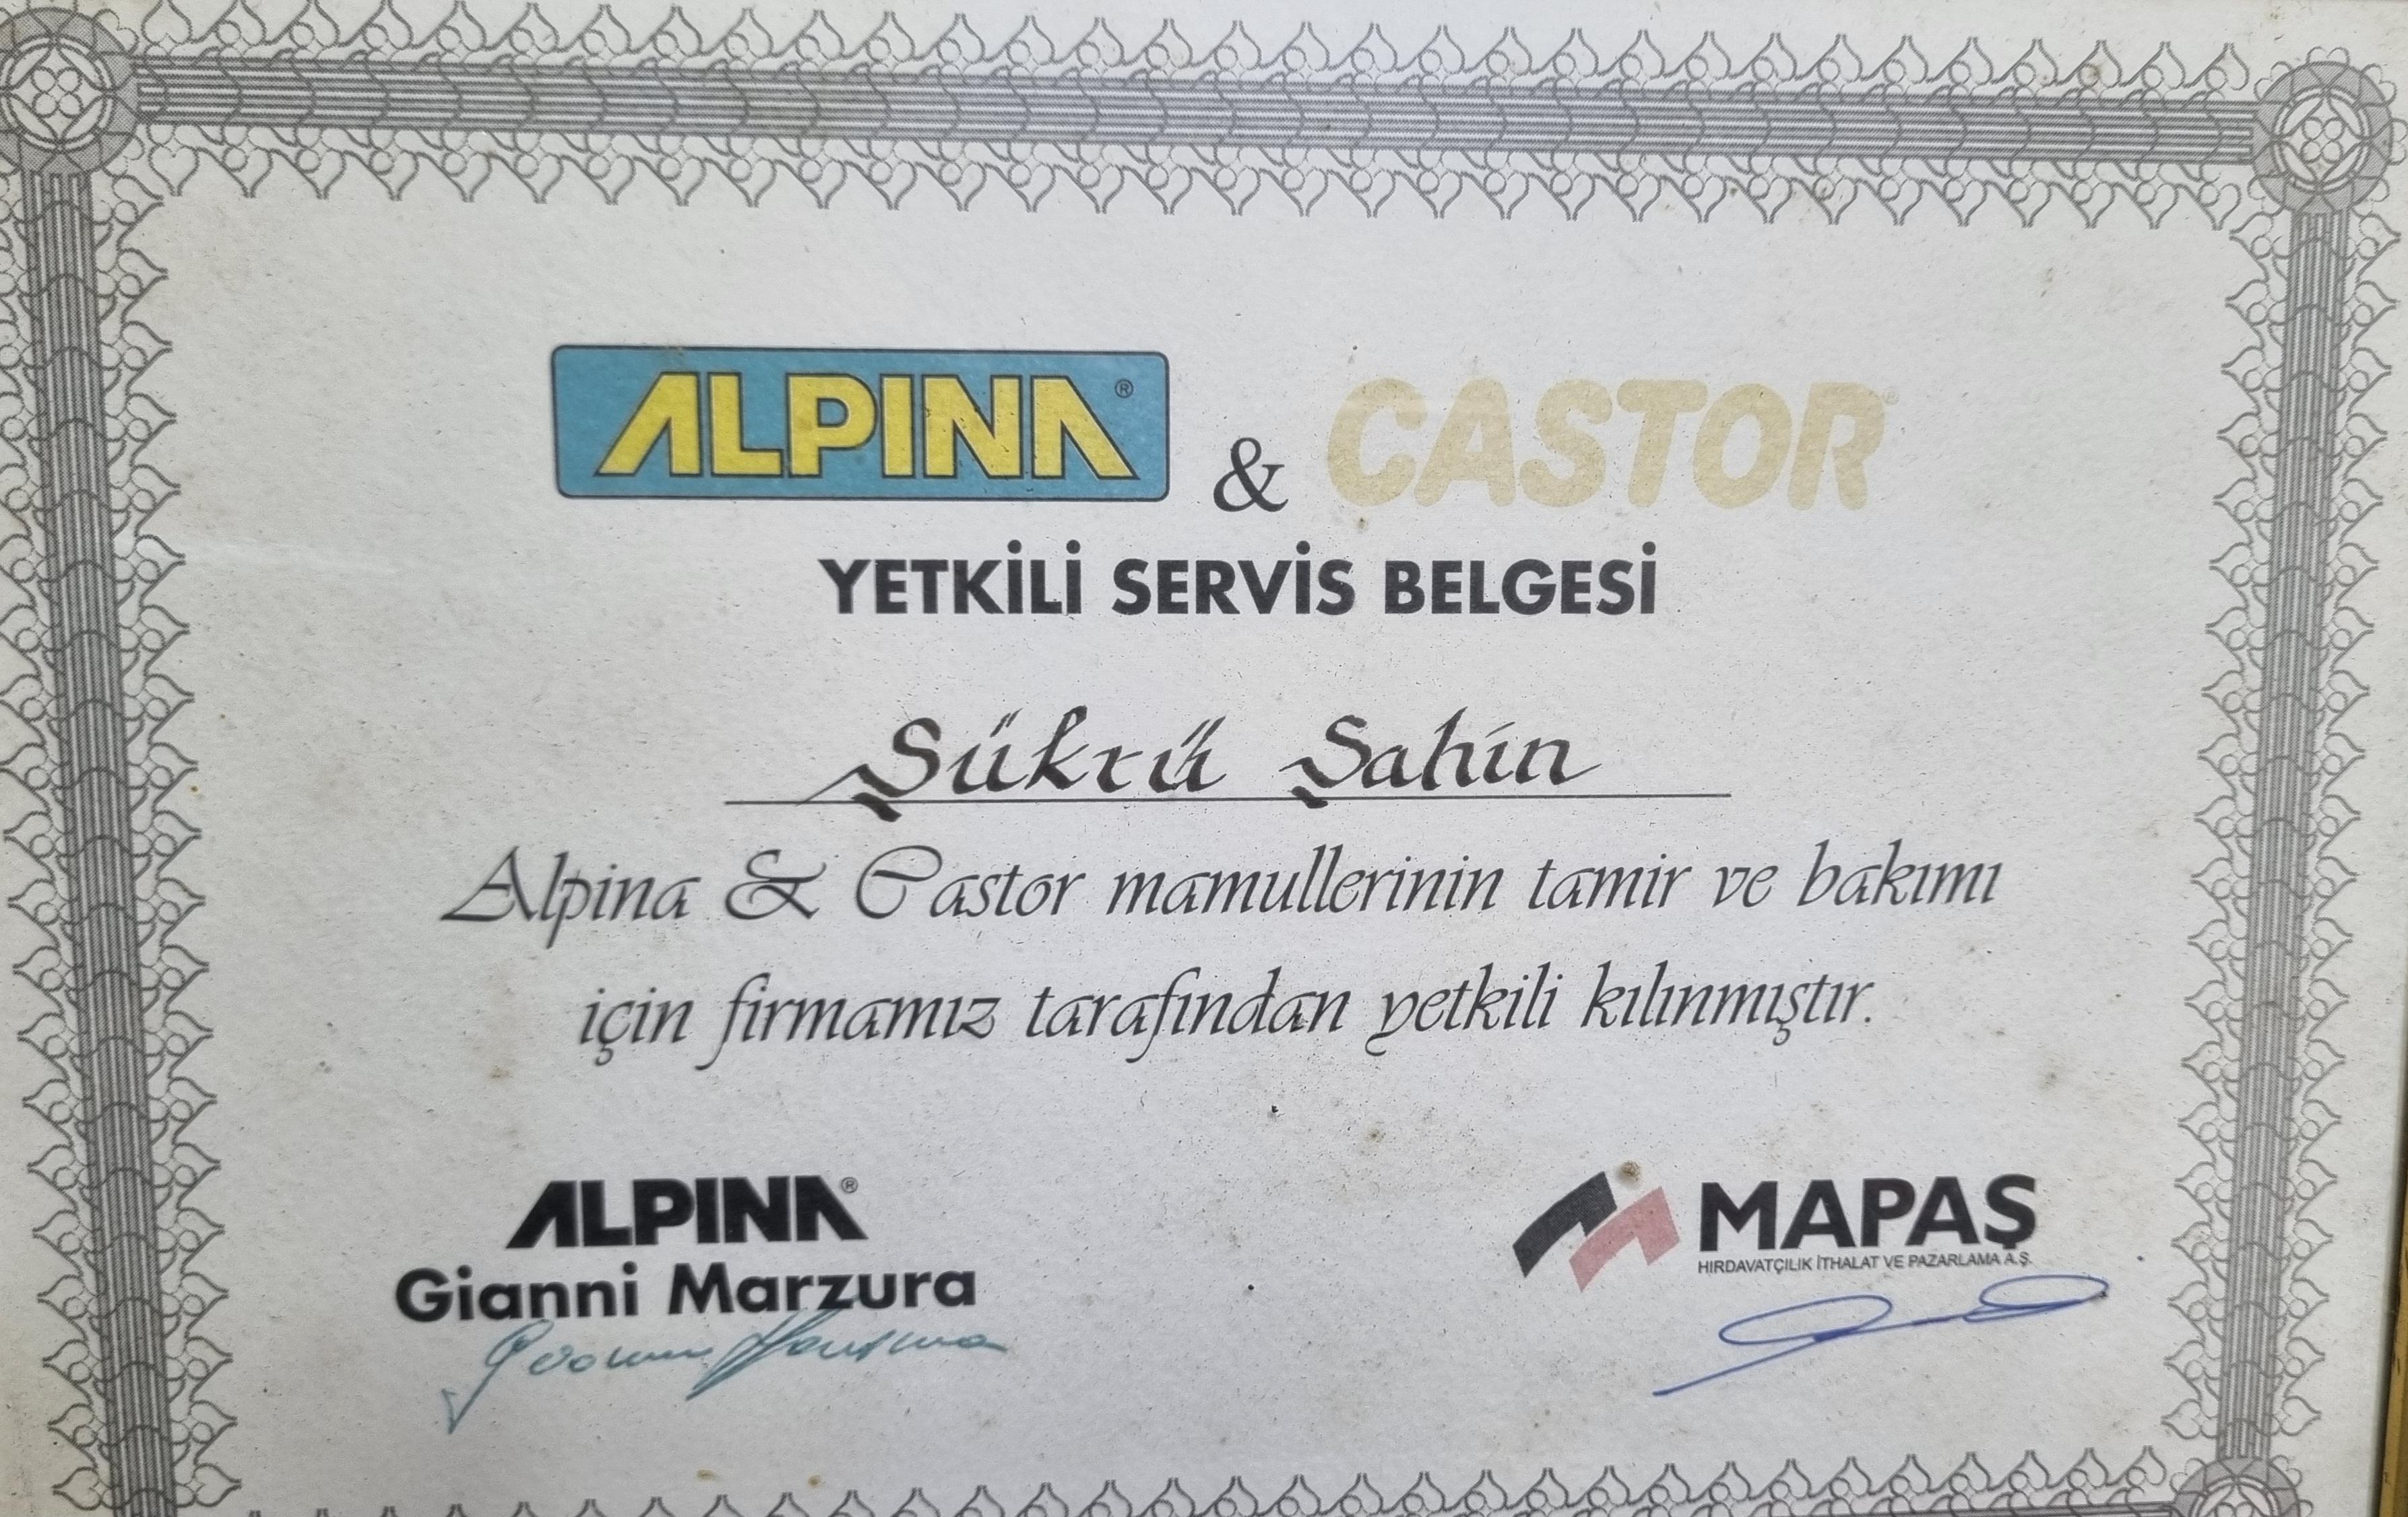 ALPINA® & CASTOR®
YETKİLİ SERVİS BELGESİ
Şükrü Şahin
Alpina & Castor mamullerinin tamir ve bakımı
için firmamız tarafından yetkili kılınmıştır.
ALPINA®
Gianni Marzura
MAPAŞ
HIRDAVATÇILIK İTHALAT VE PAZARLAMA A.Ş.